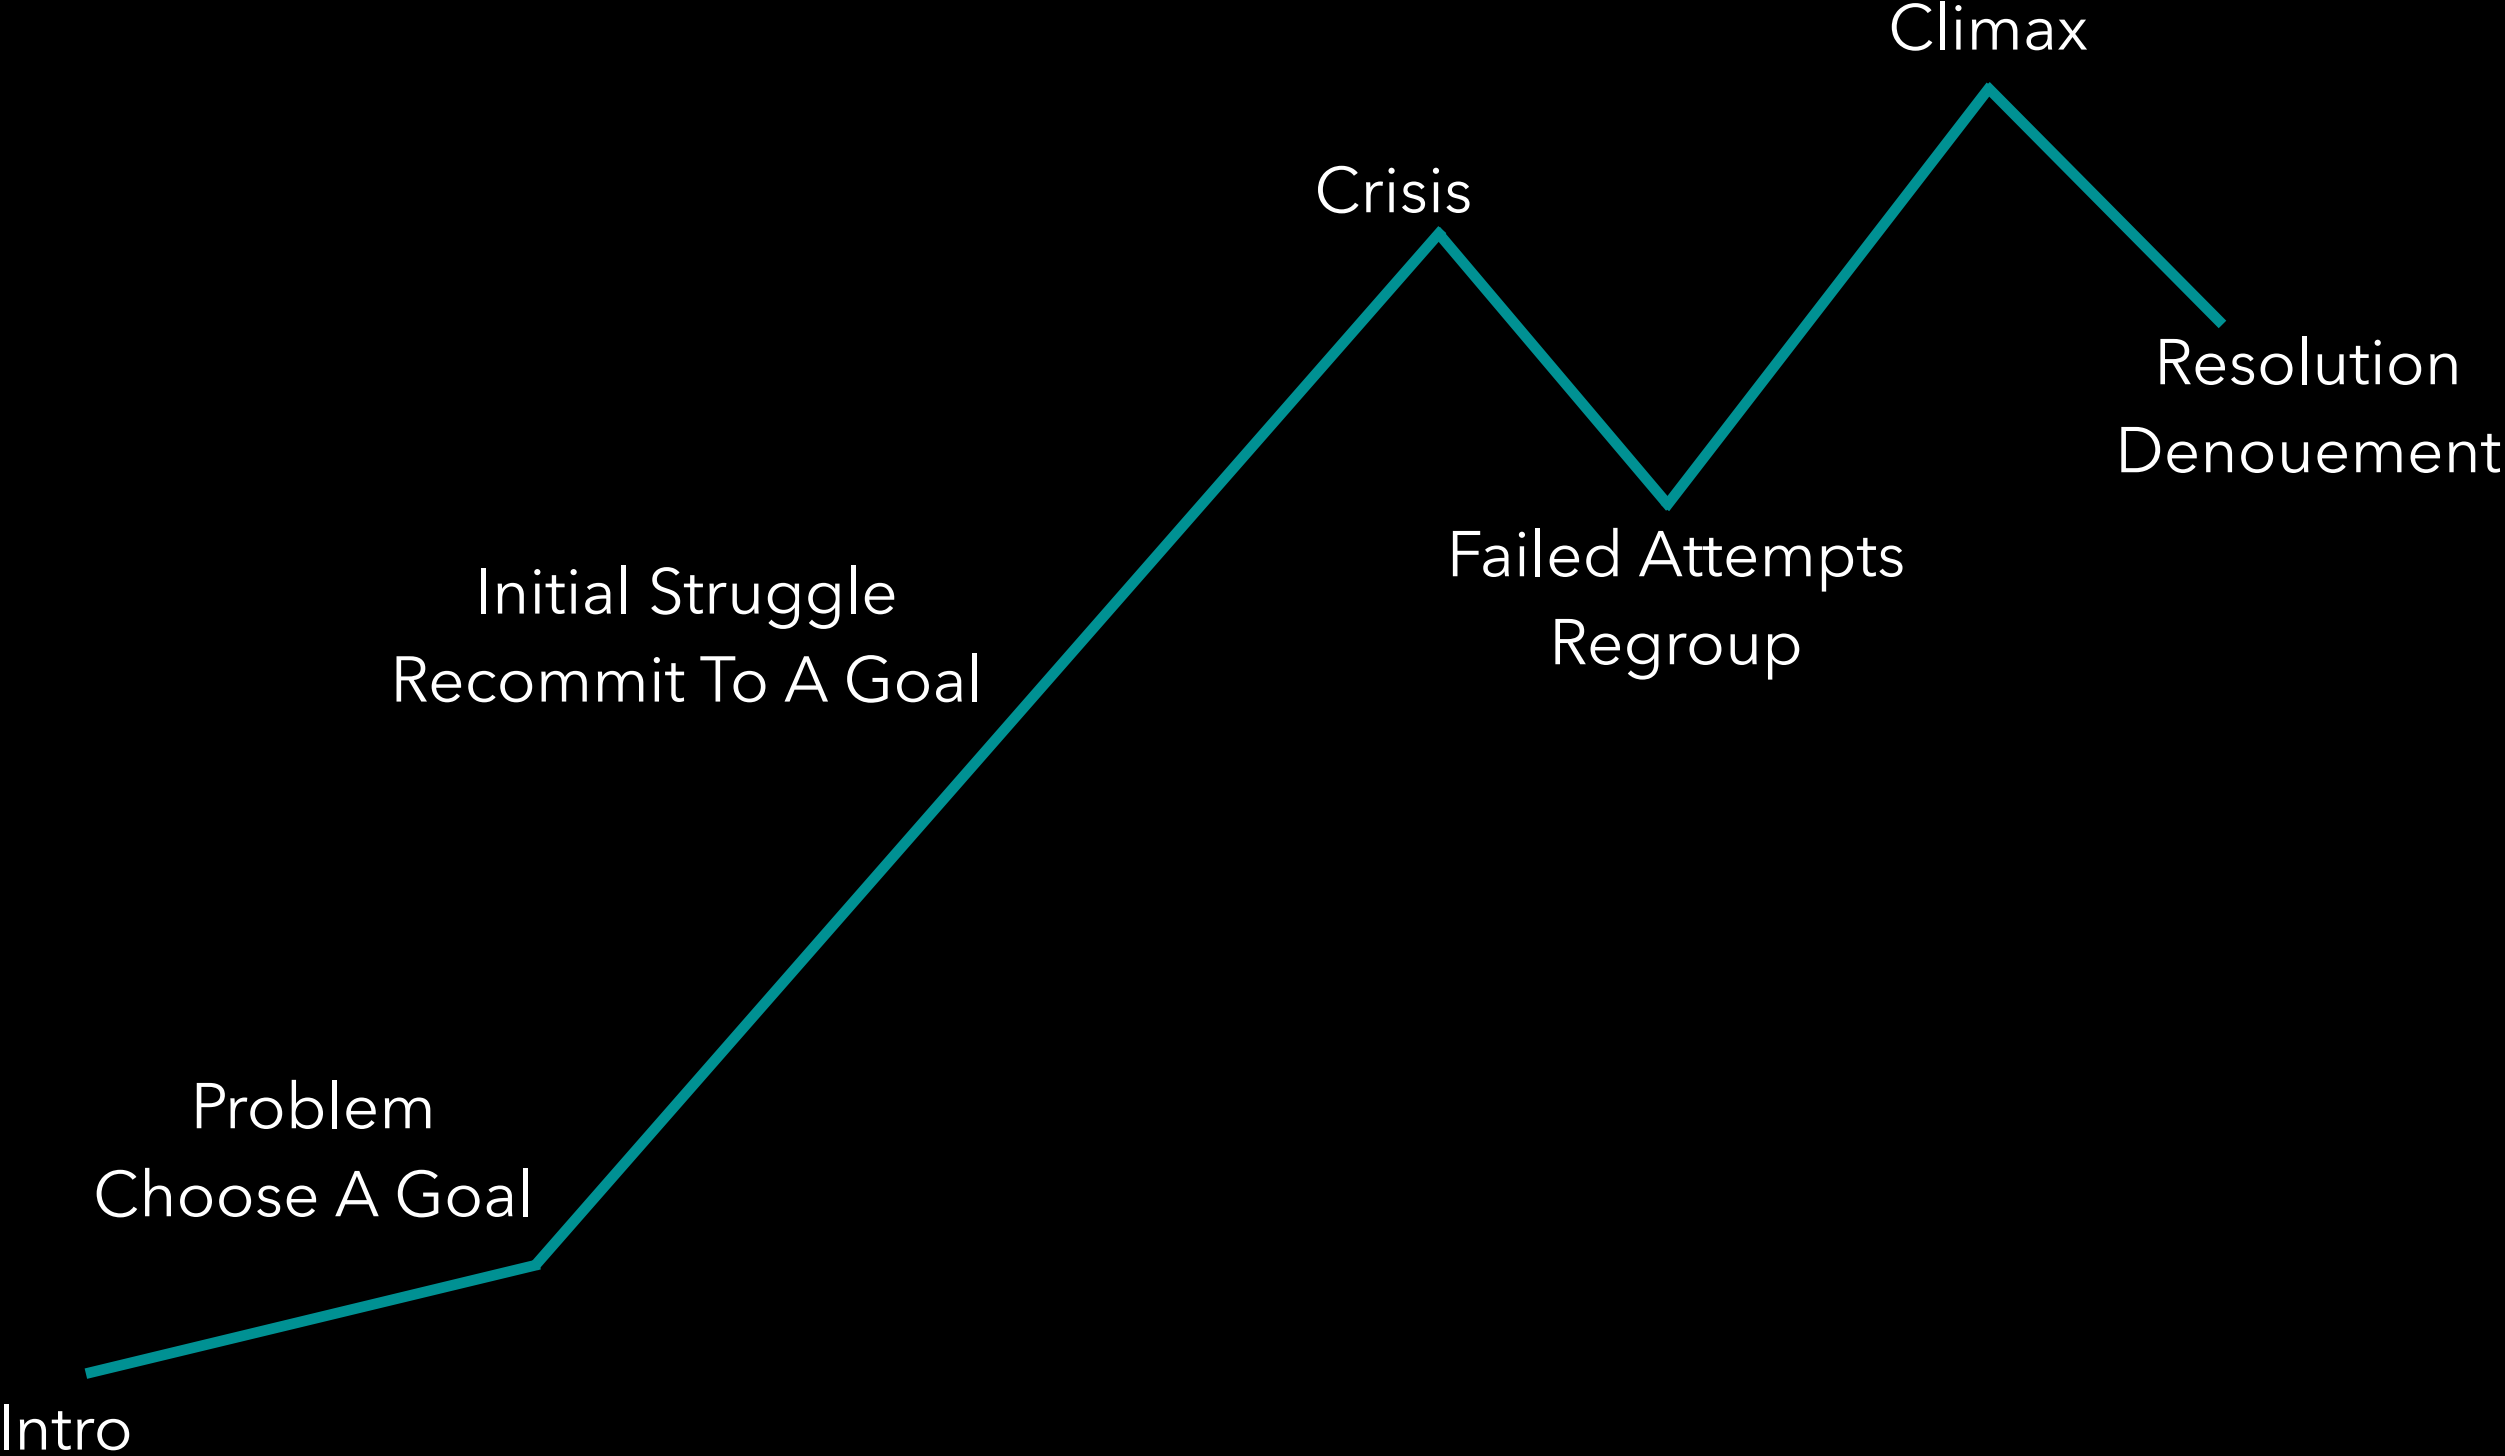 Climax
Crisis
Resolution
Denouement
Failed Attempts
Regroup
Initial Struggle
Recommit To A Goal
Problem
Choose A Goal
Intro